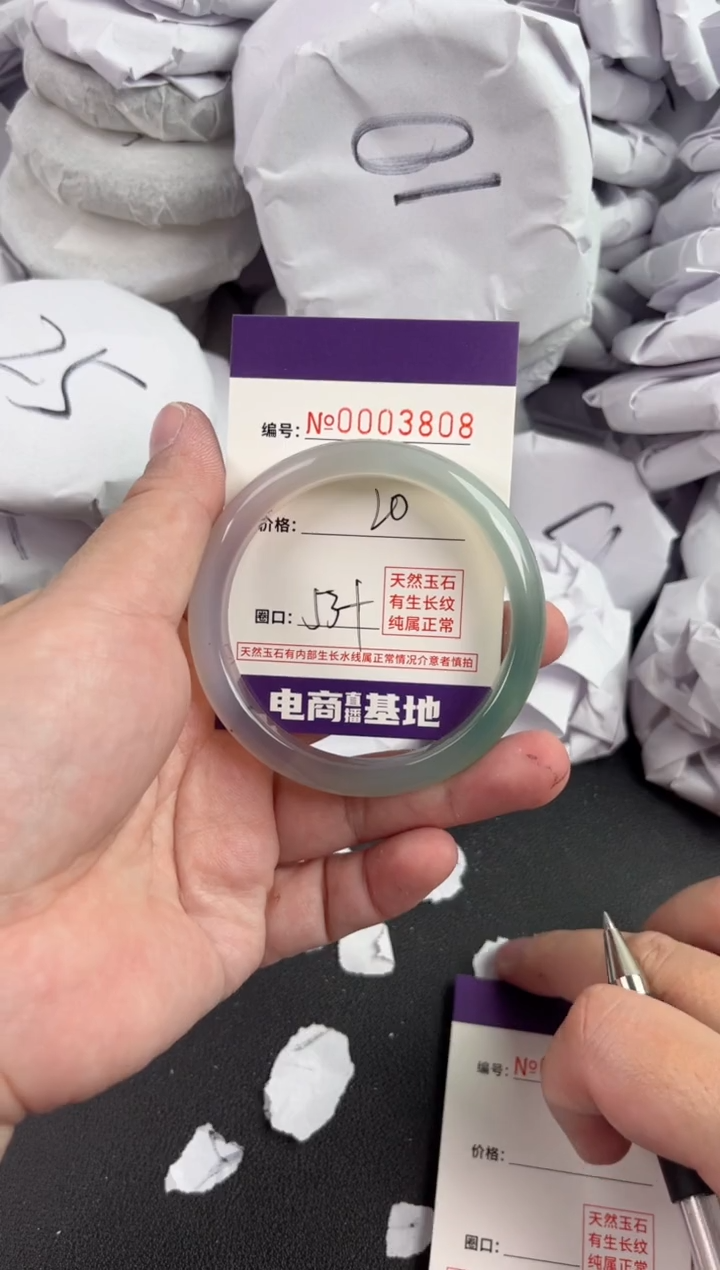 10
25
编号: №0003808
价格: 20
圈口: 53+
天然玉石
有生长纹
纯属正常
天然玉石有内部生长水线属正常情况介意者慎拍
电商直播基地
编号: №0
价格:
天然玉石
有生长纹
纯属正常
圈口: